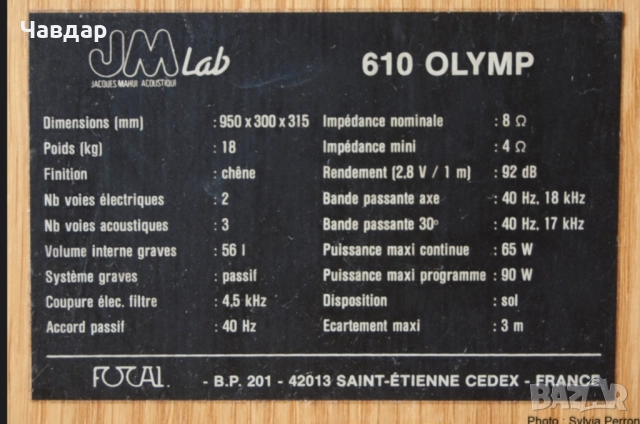 Чавдар
JM Lab
JACQUES MAHUL ACOUSTIQUE
610 OLYMP
Dimensions (mm) : 950 x 300 x 315
Poids (kg) : 18
Finition : chêne
Nb voies électriques : 2
Nb voies acoustiques : 3
Volume interne graves : 56 l
Système graves : passif
Coupure élec. filtre : 4,5 kHz
Accord passif : 40 Hz
Impédance nominale : 8 Ω
Impédance mini : 4 Ω
Rendement (2,8 V / 1 m) : 92 dB
Bande passante axe : 40 Hz, 18 kHz
Bande passante 30° : 40 Hz, 17 kHz
Puissance maxi continue : 65 W
Puissance maxi programme : 90 W
Disposition : sol
Ecartement maxi : 3 m
FOCAL - B.P. 201 - 42013 SAINT-ÉTIENNE CEDEX - FRANCE
bazar
Photo : Sylvia Perron